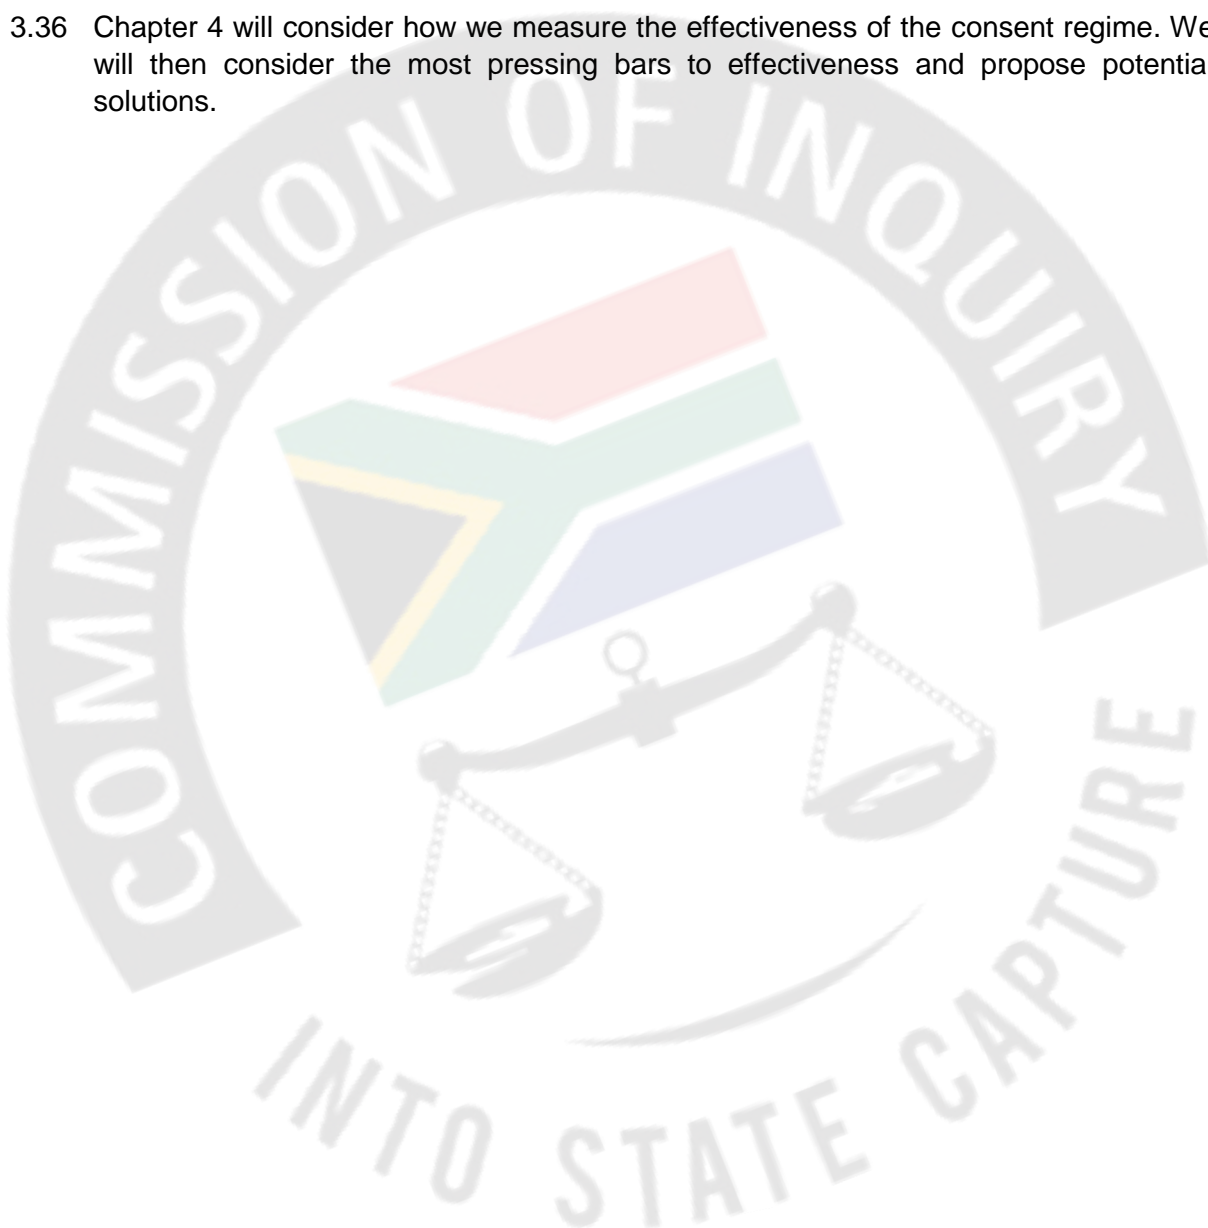 3.36 Chapter 4 will consider how we measure the effectiveness of the consent regime. We
will then consider the most pressing bars to effectiveness and propose potentia
solutions.
COMMISSION OF INQUIRY
INTO STATE CAPTURE